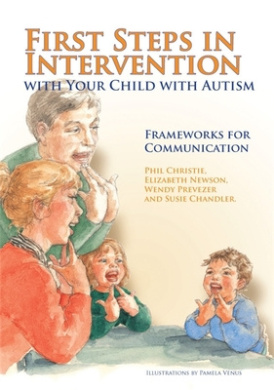 FIRST STEPS IN
INTERVENTION
WITH YOUR CHILD WITH AUTISM
FRAMEWORKS FOR
COMMUNICATION
PHIL CHRISTIE,
ELIZABETH NEWSON,
WENDY PREVEZER
AND SUSIE CHANDLER.
ILLUSTRATIONS BY PAMELA VENUS